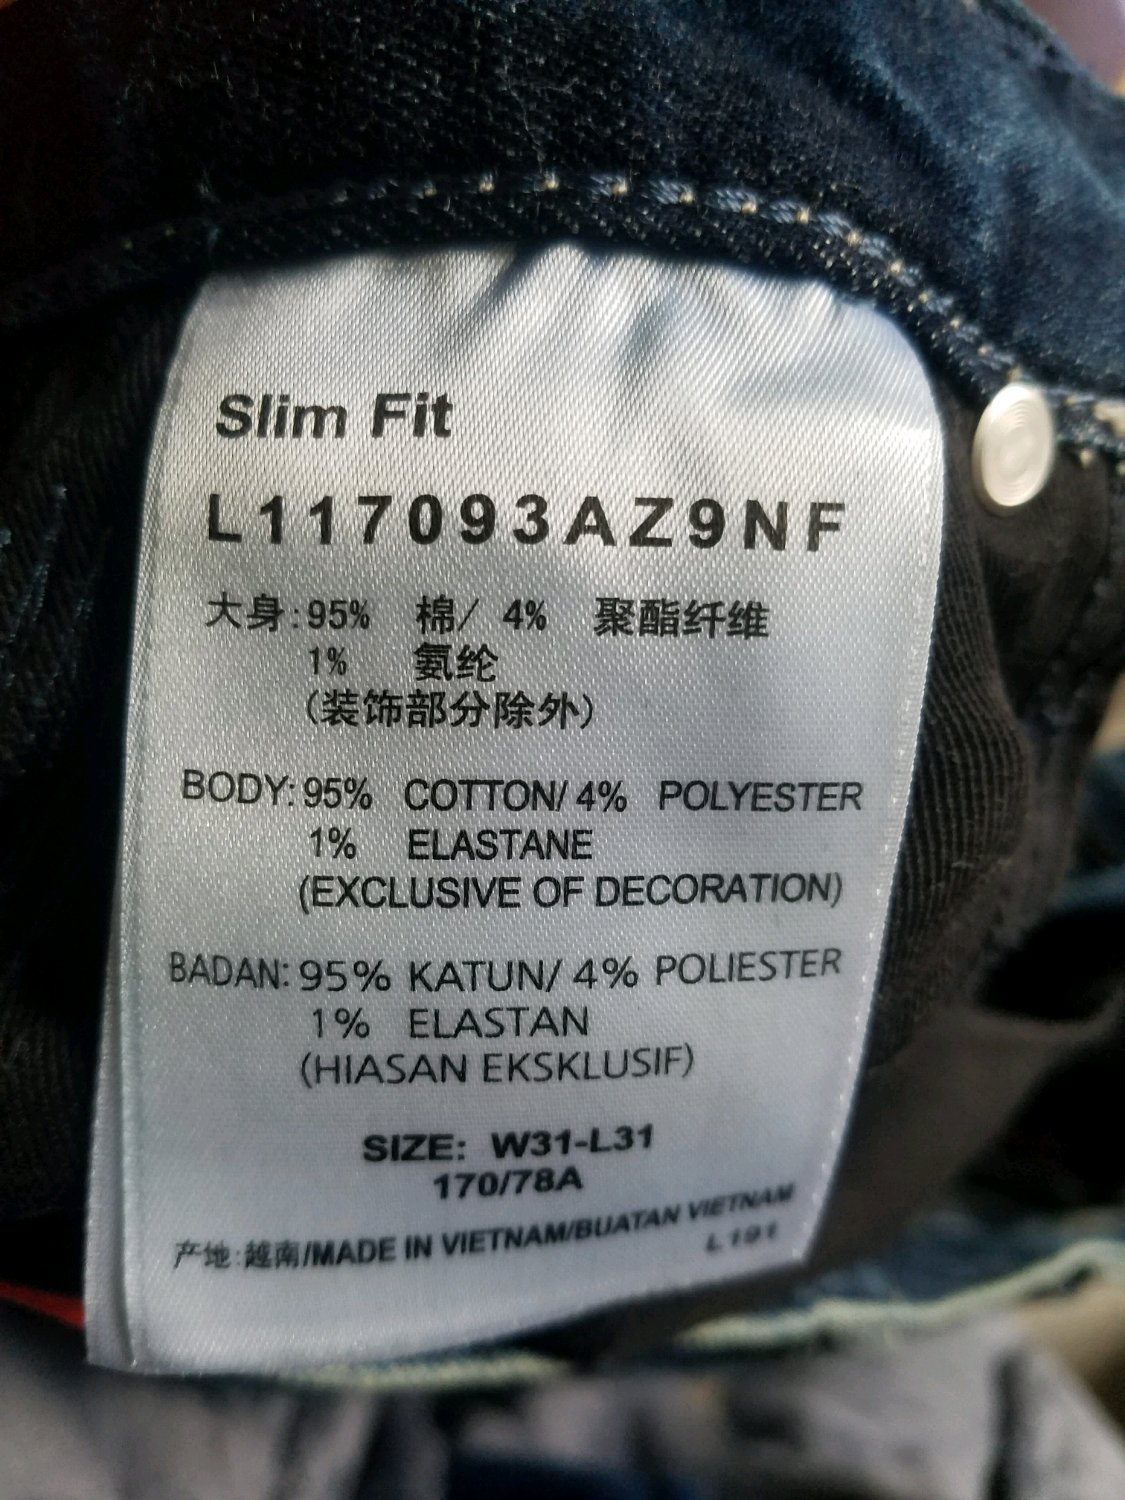 Slim Fit
L117093AZ9NF
大身:95% 棉/ 4% 聚酯纤维
1% 氨纶
(装饰部分除外)
BODY: 95% COTTON/ 4% POLYESTER
1% ELASTANE
(EXCLUSIVE OF DECORATION)
BADAN: 95% KATUN/ 4% POLIESTER
1% ELASTAN
(HIASAN EKSKLUSIF)
SIZE: W31-L31
170/78A
产地:越南/MADE IN VIETNAM/BUATAN VIETNAM
L191